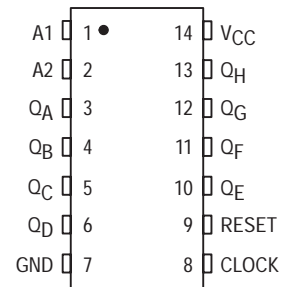 A1 1 14 VCC
A2 2 13 QH
QA 3 12 QG
QB 4 11 QF
QC 5 10 QE
QD 6 9 RESET
GND 7 8 CLOCK